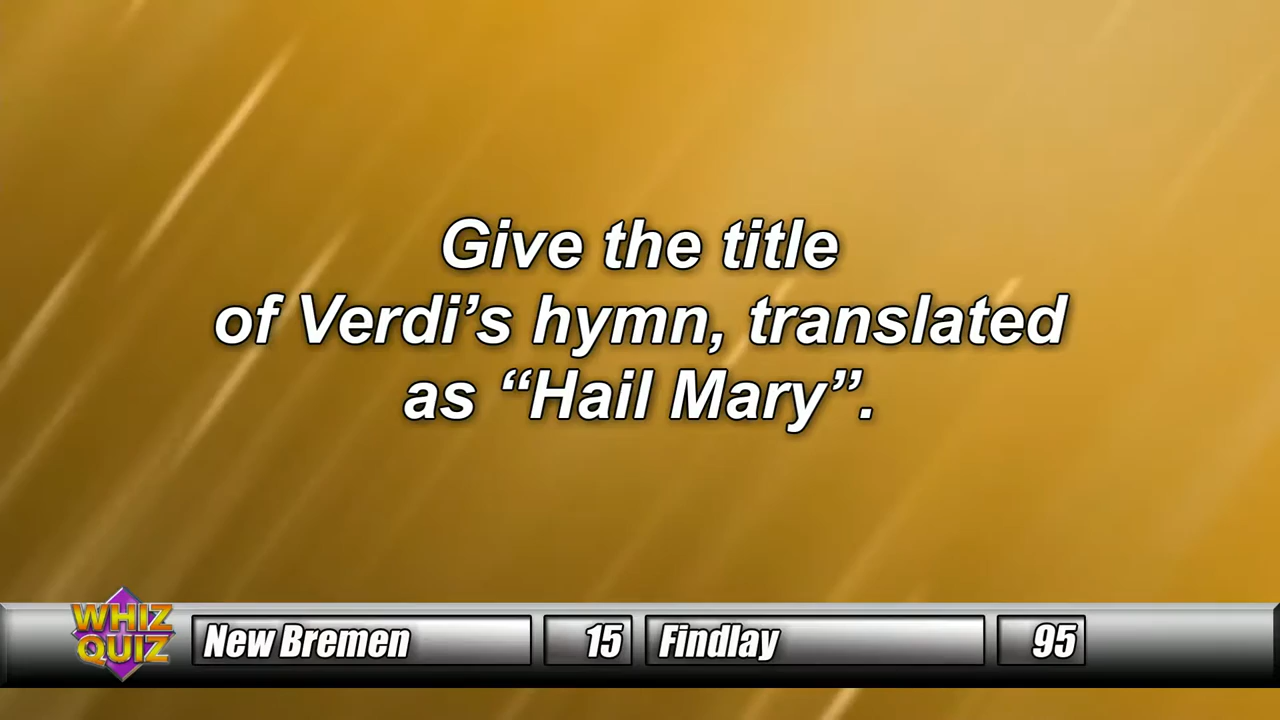 Give the title
of Verdi’s hymn, translated
as “Hail Mary”.
WHIZ
QUIZ
New Bremen 15 Findlay 95